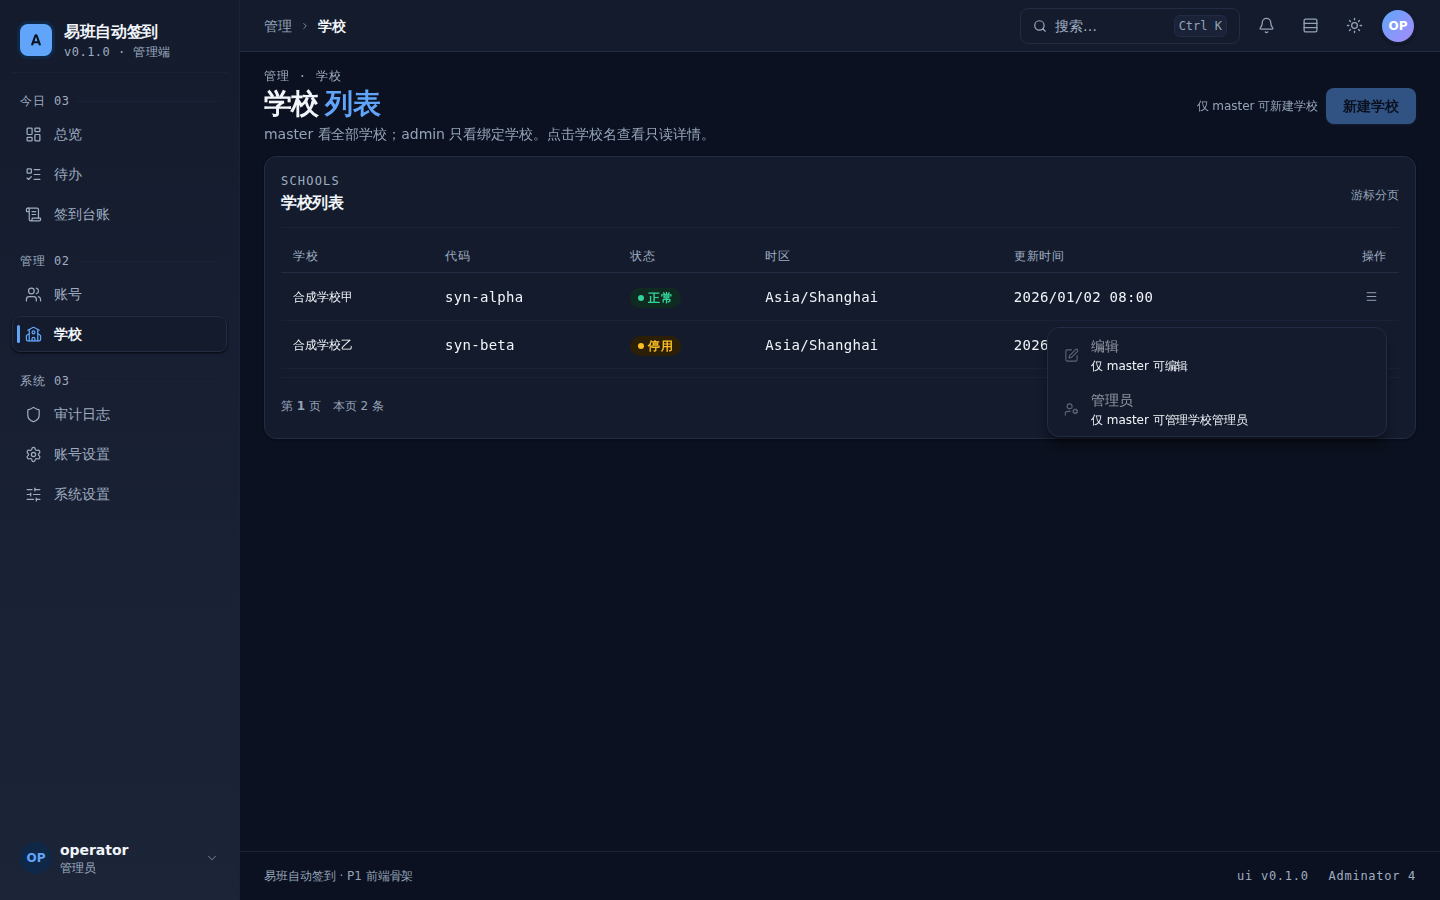 A
易班自动签到
v0.1.0 · 管理端
今日 03
总览
待办
签到台账
管理 02
账号
学校
系统 03
审计日志
账号设置
系统设置
OP
operator
管理员
管理 › 学校
搜索...
Ctrl K
OP
管理 · 学校
学校 列表
master 看全部学校；admin 只看绑定学校。点击学校名查看只读详情。
仅 master 可新建学校
新建学校
SCHOOLS
学校列表
游标分页
学校 代码 状态 时区 更新时间 操作
合成学校甲 syn-alpha 正常 Asia/Shanghai 2026/01/02 08:00
合成学校乙 syn-beta 停用 Asia/Shanghai 2026
编辑
仅 master 可编辑
管理员
仅 master 可管理学校管理员
第 1 页 本页 2 条
易班自动签到 · P1 前端骨架
ui v0.1.0 Adminator 4